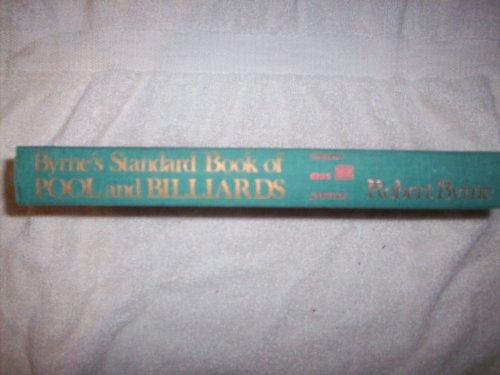 Byrne's Standard Book of
POOL and BILLIARDS
Robert Byrne